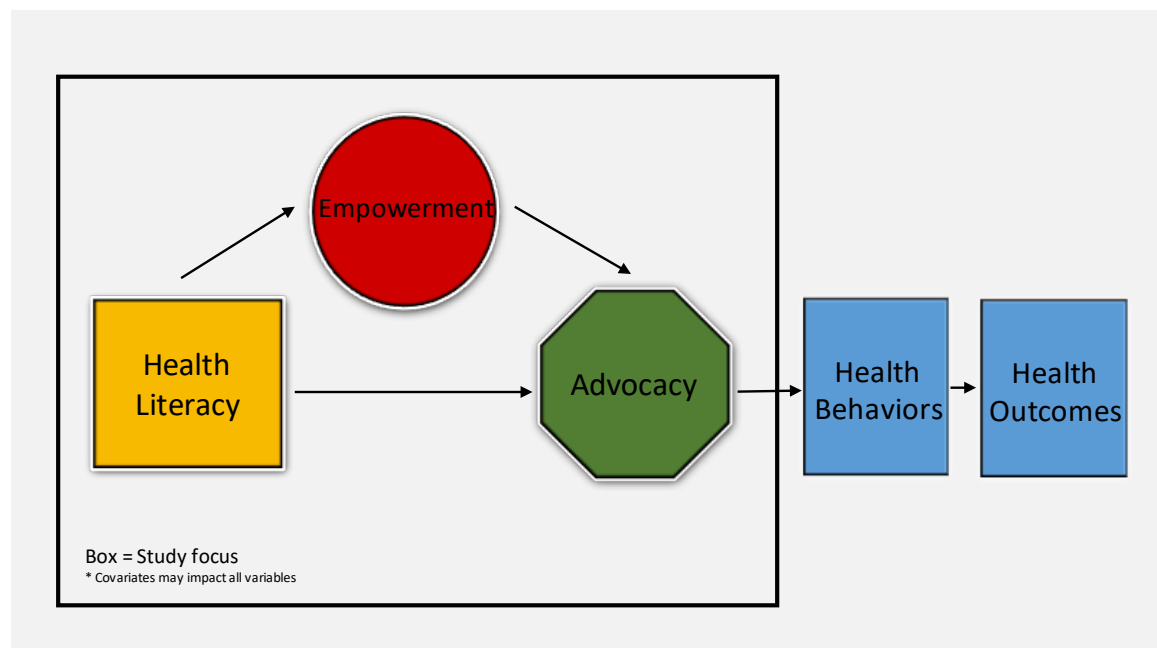 Empowerment
Health
Literacy
Advocacy
Health
Behaviors
Health
Outcomes
Box = Study focus
* Covariates may impact all variables